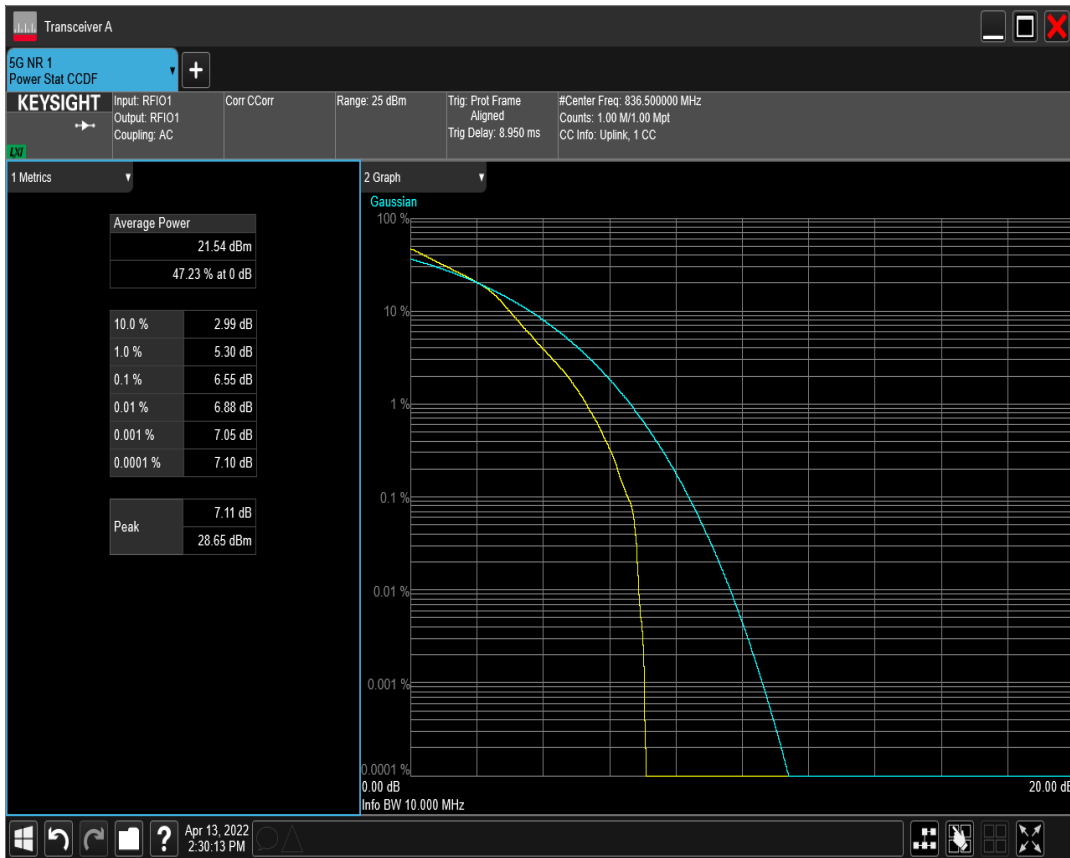 Transceiver A
5G NR 1
Power Stat CCDF
+
KEYSIGHT
LXI
Input: RFIO1
Output: RFIO1
Coupling: AC
Corr CCorr
Range: 25 dBm
Trig: Prot Frame
Aligned
Trig Delay: 8.950 ms
#Center Freq: 836.500000 MHz
Counts: 1.00 M/1.00 Mpt
CC Info: Uplink, 1 CC
1 Metrics
Average Power
21.54 dBm
47.23 % at 0 dB
10.0 % 2.99 dB
1.0 % 5.30 dB
0.1 % 6.55 dB
0.01 % 6.88 dB
0.001 % 7.05 dB
0.0001 % 7.10 dB
Peak
7.11 dB
28.65 dBm
2 Graph
Gaussian
100 %
10 %
1 %
0.1 %
0.01 %
0.001 %
0.0001 %
0.00 dB 20.00 dB
Info BW 10.000 MHz
?
Apr 13, 2022
2:30:13 PM